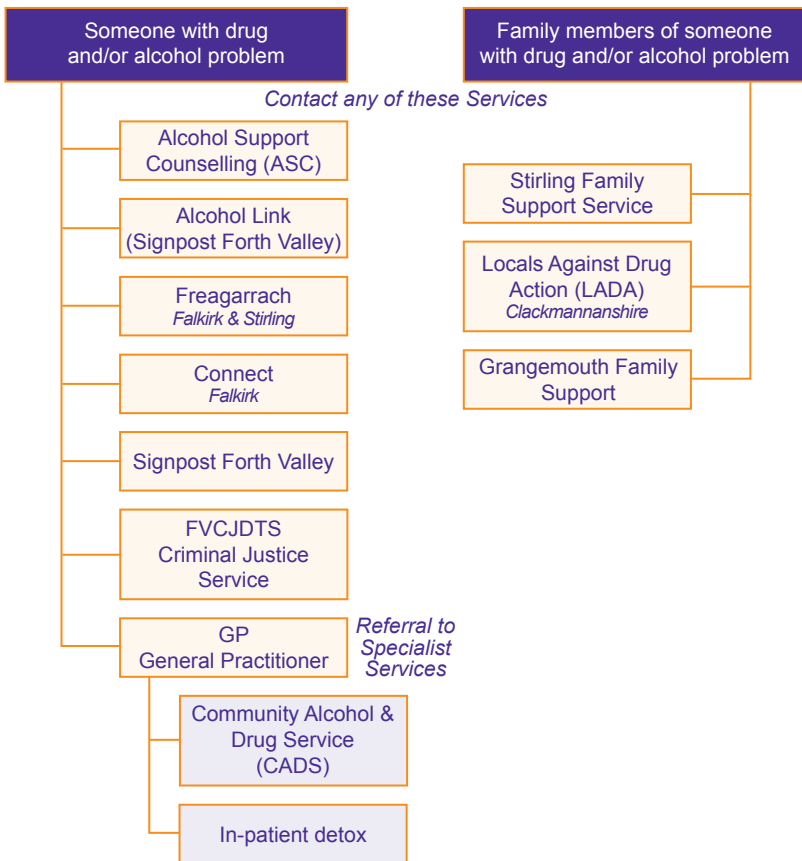 Someone with drug
and/or alcohol problem
Family members of someone
with drug and/or alcohol problem
Contact any of these Services
Alcohol Support
Counselling (ASC)
Alcohol Link
(Signpost Forth Valley)
Freagarrach
Falkirk & Stirling
Connect
Falkirk
Signpost Forth Valley
FVCJDTS
Criminal Justice
Service
GP
General Practitioner
Referral to
Specialist
Services
Community Alcohol &
Drug Service
(CADS)
In-patient detox
Stirling Family
Support Service
Locals Against Drug
Action (LADA)
Clackmannanshire
Grangemouth Family
Support